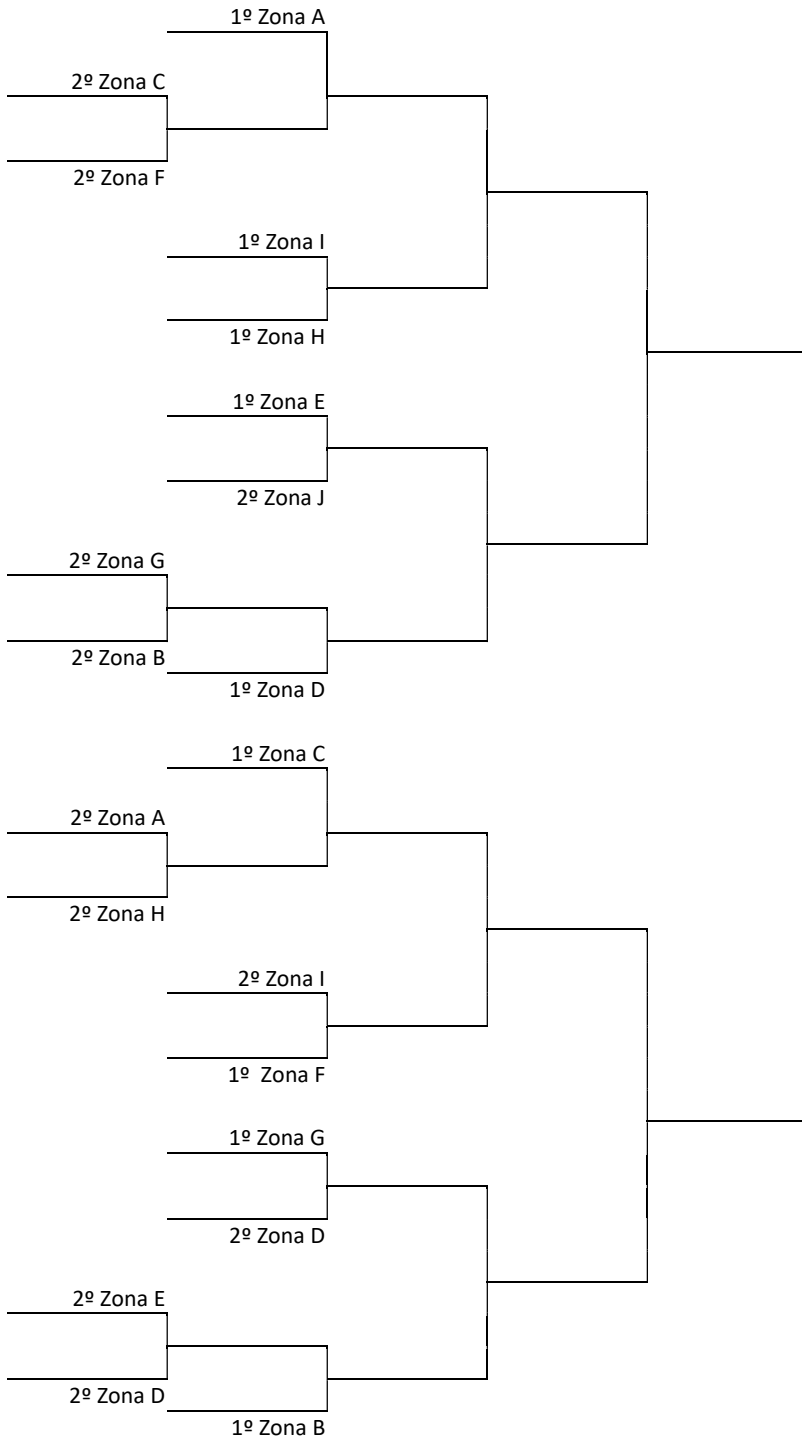 1º Zona A
2º Zona C
2º Zona F
1º Zona I
1º Zona H
1º Zona E
2º Zona J
2º Zona G
2º Zona B
1º Zona D
1º Zona C
2º Zona A
2º Zona H
2º Zona I
1º  Zona F
1º Zona G
2º Zona D
2º Zona E
2º Zona D
1º Zona B